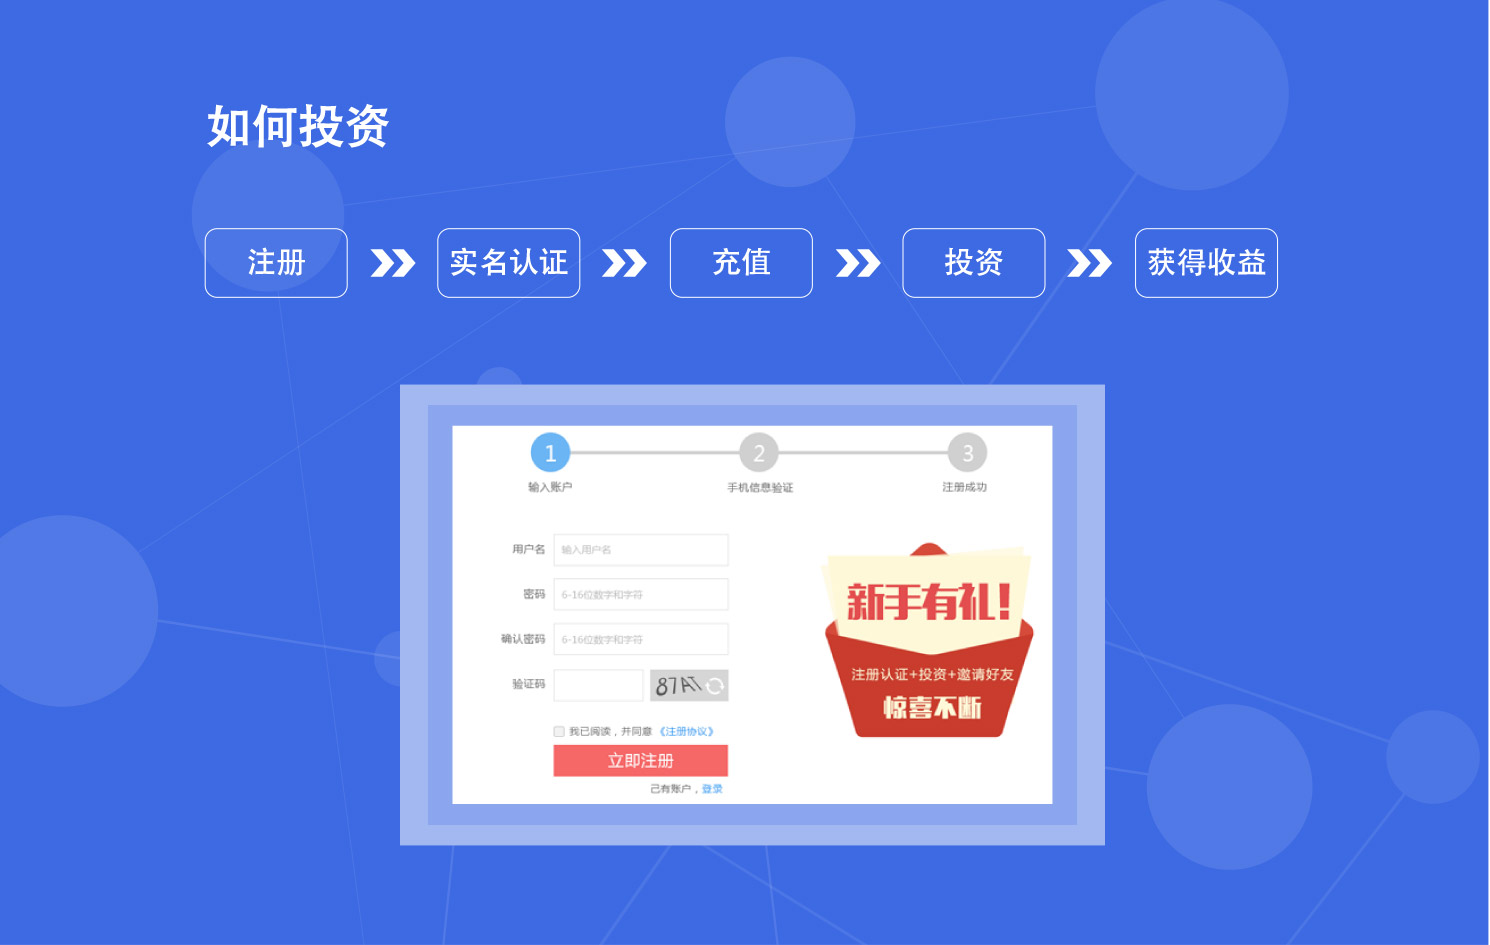 如何投资
注册 实名认证 充值 投资 获得收益
1 2 3
输入账户 手机信息验证 注册成功
用户名 输入用户名
密码 6-16位数字和字符
确认密码 6-16位数字和字符
验证码
我已阅读，并同意《注册协议》
立即注册
己有账户，登录
新手有礼!
注册认证+投资+邀请好友
惊喜不断